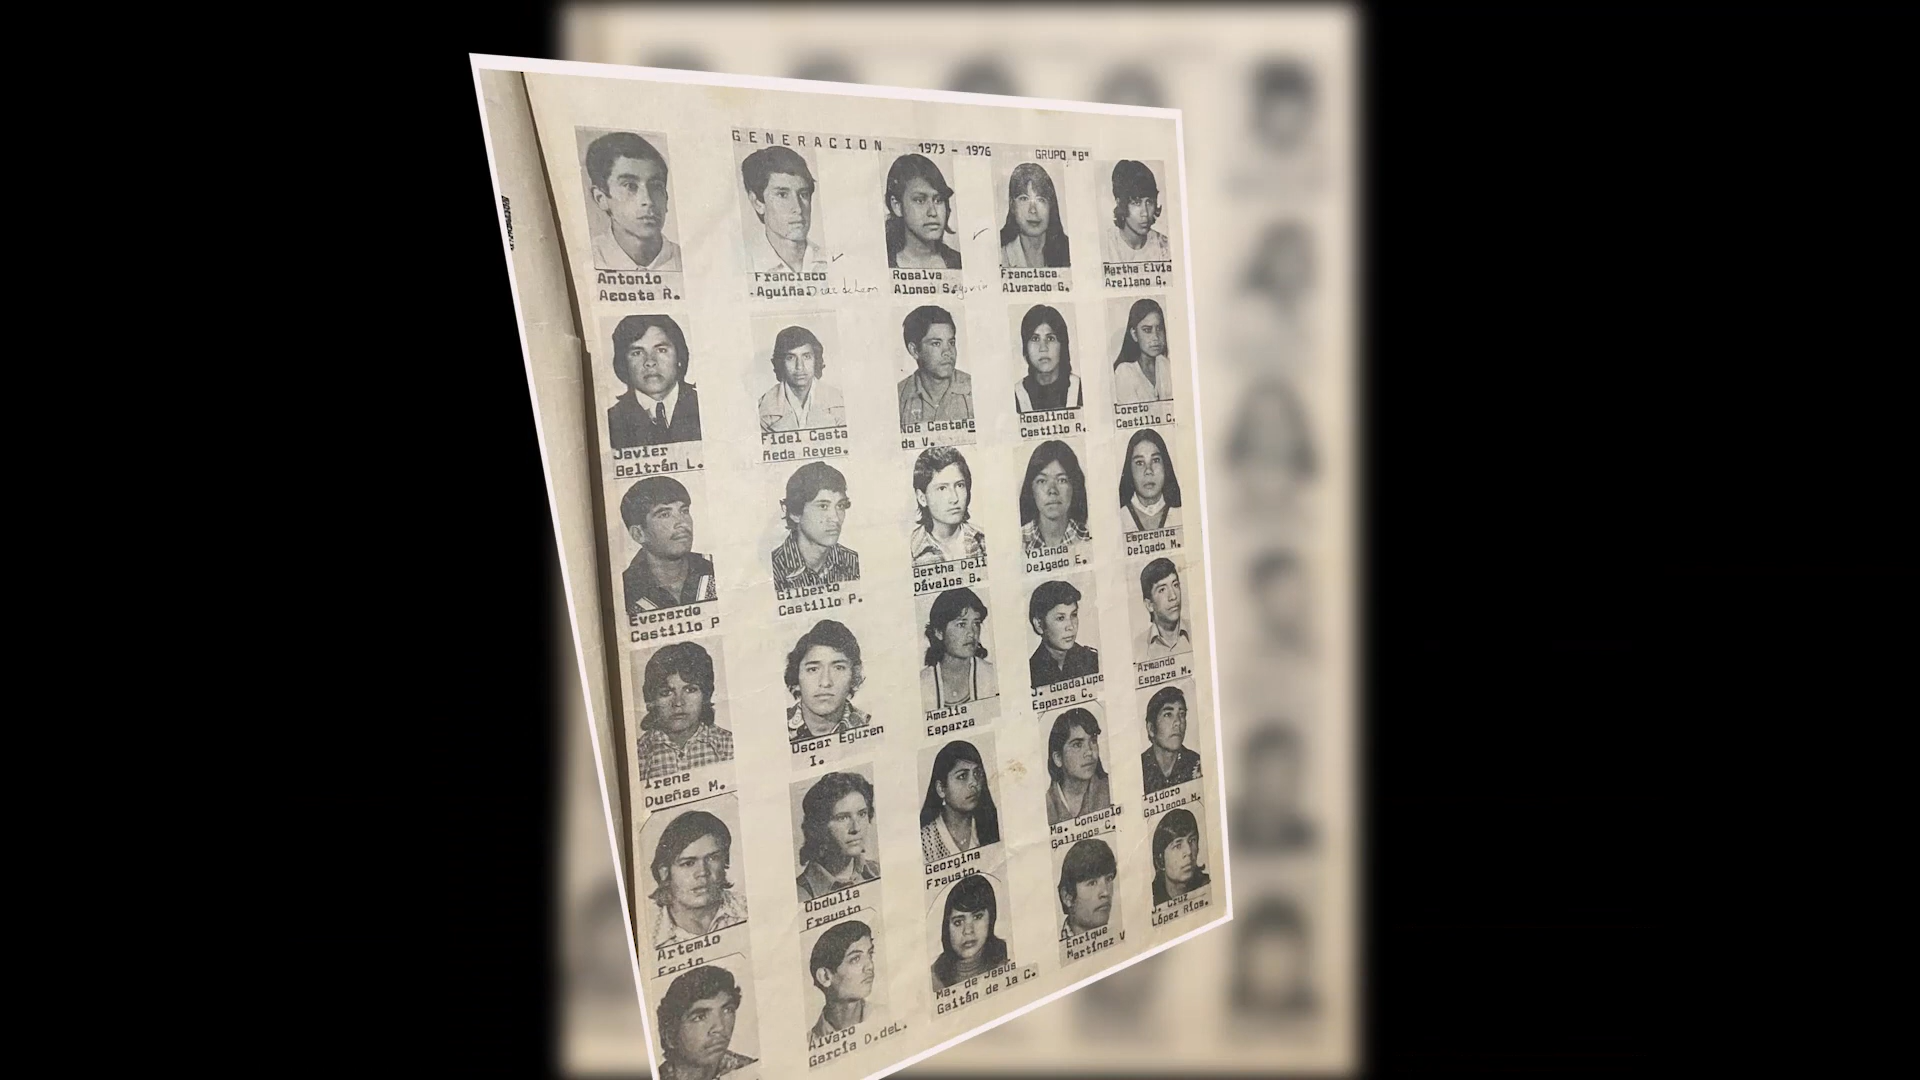 GENERACION 1973 - 1976 GRUPO "B"
Antonio
Acosta R.
Francisco
Aguiña
Rosalva
Alonso S.
Francisca
Alvarado G.
Martha Elvia
Arellano G.
Javier
Beltrán L.
Fidel Casta
ñeda Reyes.
Noé Castañe
da V.
Rosalinda
Castillo R.
Loreto
Castillo C.
Everardo
Castillo P
Gilberto
Castillo P.
Bertha Deli
Dávalos B.
Yolanda
Delgado E.
Esperanza
Delgado M.
Irene
Dueñas M.
Oscar Eguren
I.
Amelia
Esparza
J. Guadalupe
Esparza C.
Armando
Esparza M.
Artemio
Facio
Obdulia
Frausto
Georgina
Frausto.
Ma. Consuelo
Gallegos C.
Isidoro
Gallegos M.
Alvaro
García D.deL.
Ma. de Jesús
Gaitán de la C.
Enrique
Martínez V
J. Cruz
López Ríos.